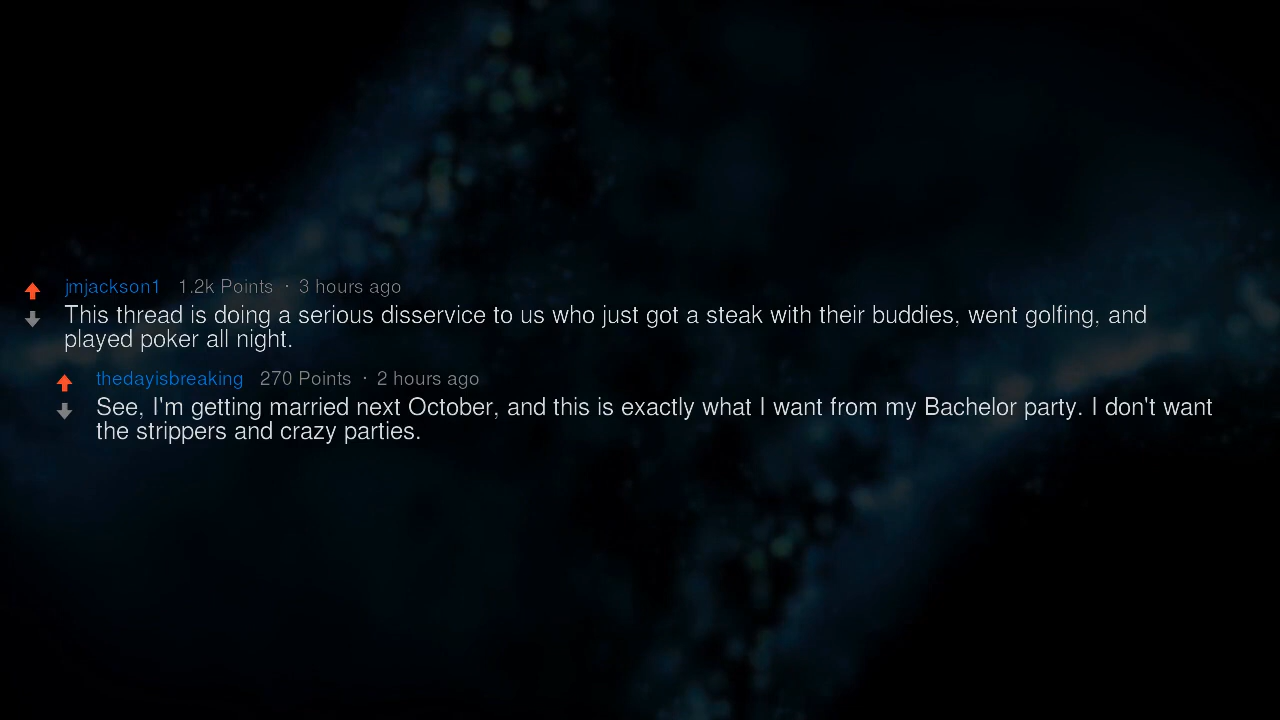 jmjackson1 1.2k Points · 3 hours ago
This thread is doing a serious disservice to us who just got a steak with their buddies, went golfing, and
played poker all night.
thedayisbreaking 270 Points · 2 hours ago
See, I'm getting married next October, and this is exactly what I want from my Bachelor party. I don't want
the strippers and crazy parties.